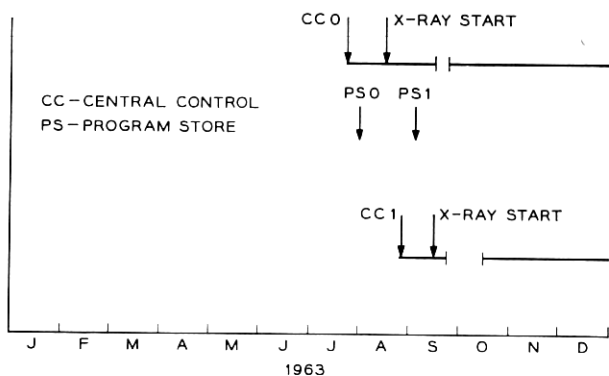 CC0 X-RAY START
CC–CENTRAL CONTROL
PS–PROGRAM STORE
PS0 PS1
CC1 X-RAY START
J F M A M J J A S O N D
1963